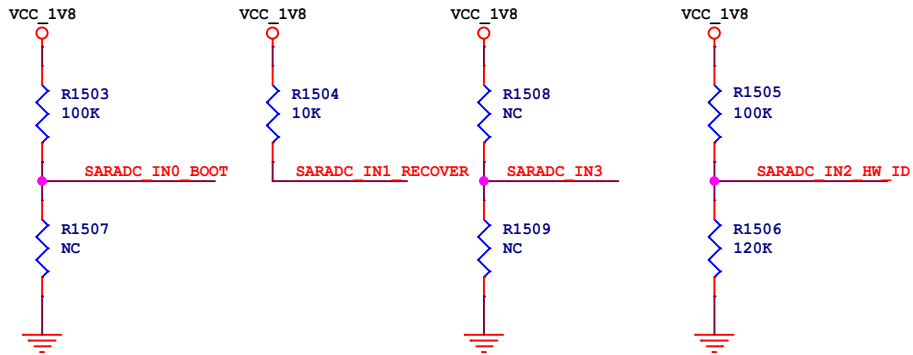 VCC_1V8
VCC_1V8
VCC_1V8
VCC_1V8
R1503
100K
R1504
10K
R1508
NC
R1505
100K
SARADC_IN0_BOOT
SARADC_IN1_RECOVER
SARADC_IN3
SARADC_IN2_HW_ID
R1507
NC
R1509
NC
R1506
120K